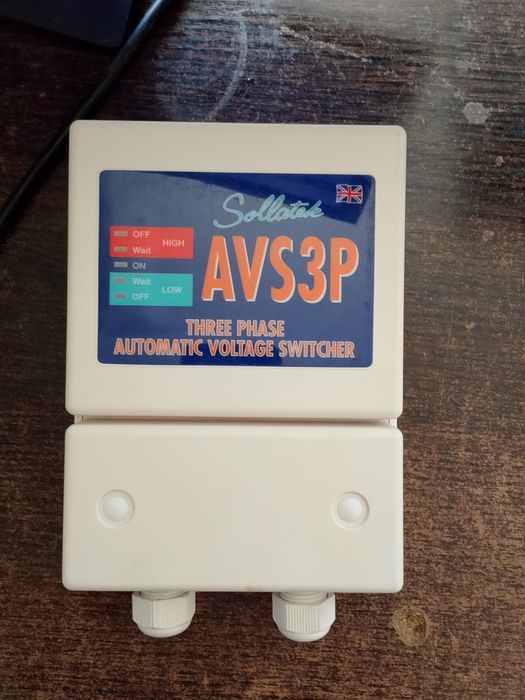 Sollatek
OFF
Wait
HIGH
ON
Wait
OFF
LOW
AVS3P
THREE PHASE
AUTOMATIC VOLTAGE SWITCHER